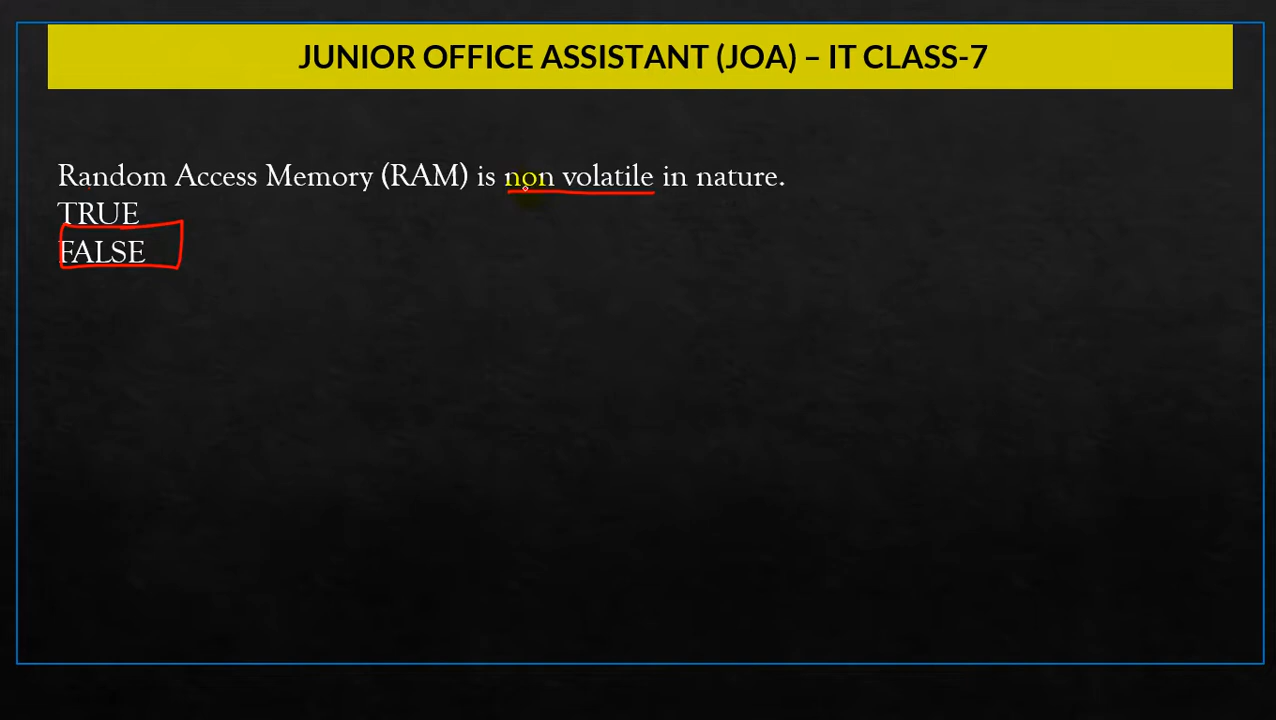 JUNIOR OFFICE ASSISTANT (JOA) – IT CLASS-7
Random Access Memory (RAM) is non volatile in nature.
TRUE
FALSE